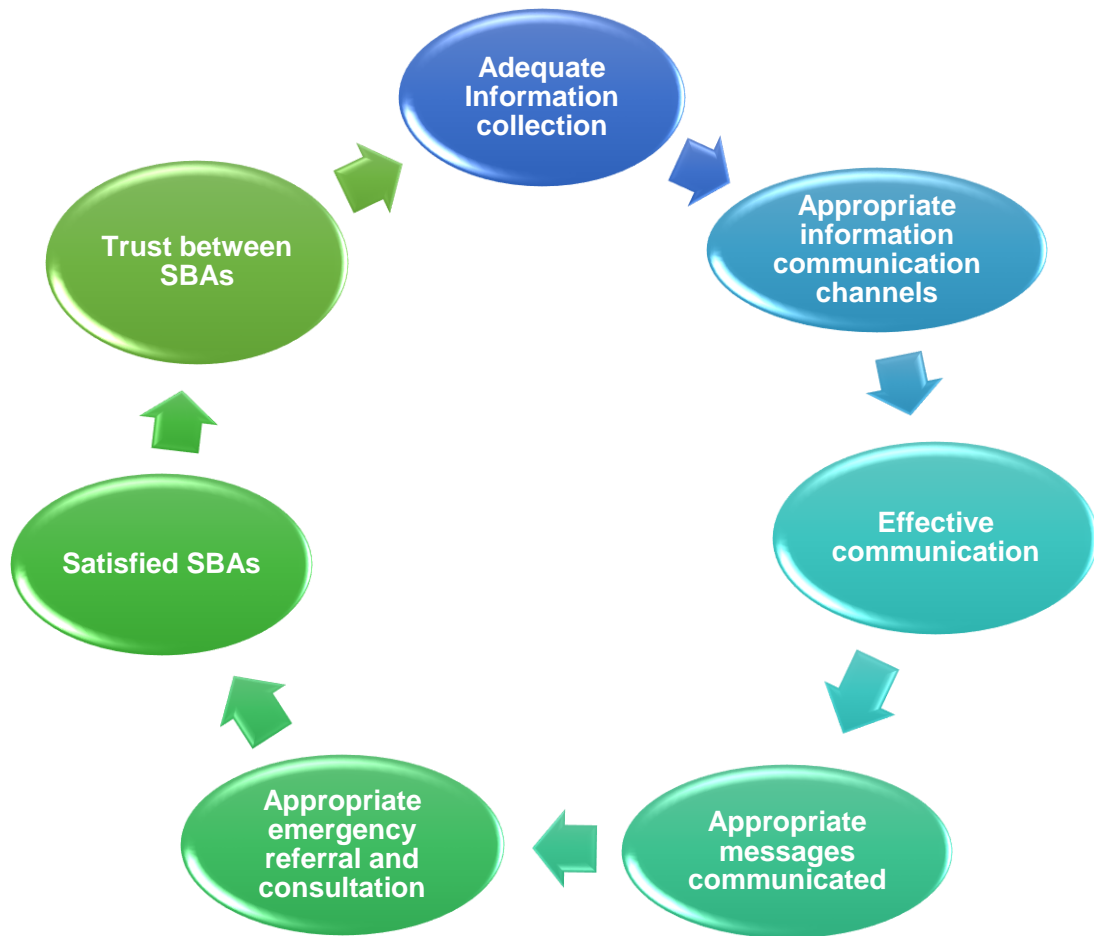 Adequate
Information
collection
Appropriate
information
communication
channels
Effective
communication
Appropriate
messages
communicated
Appropriate
emergency
referral and
consultation
Satisfied SBAs
Trust between
SBAs